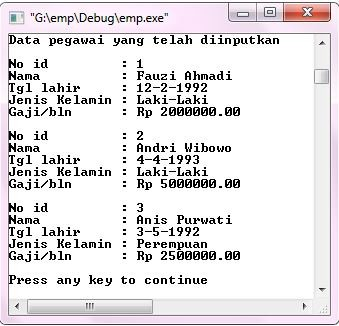 "G:\emp\Debug\emp.exe"
Data pegawai yang telah diinputkan
No id : 1
Nama : Fauzi Ahmadi
Tgl lahir : 12-2-1992
Jenis Kelamin : Laki-Laki
Gaji/bln : Rp 2000000.00
No id : 2
Nama : Andri Wibowo
Tgl lahir : 4-4-1993
Jenis Kelamin : Laki-Laki
Gaji/bln : Rp 5000000.00
No id : 3
Nama : Anis Purwati
Tgl lahir : 3-5-1992
Jenis Kelamin : Perempuan
Gaji/bln : Rp 2500000.00
Press any key to continue